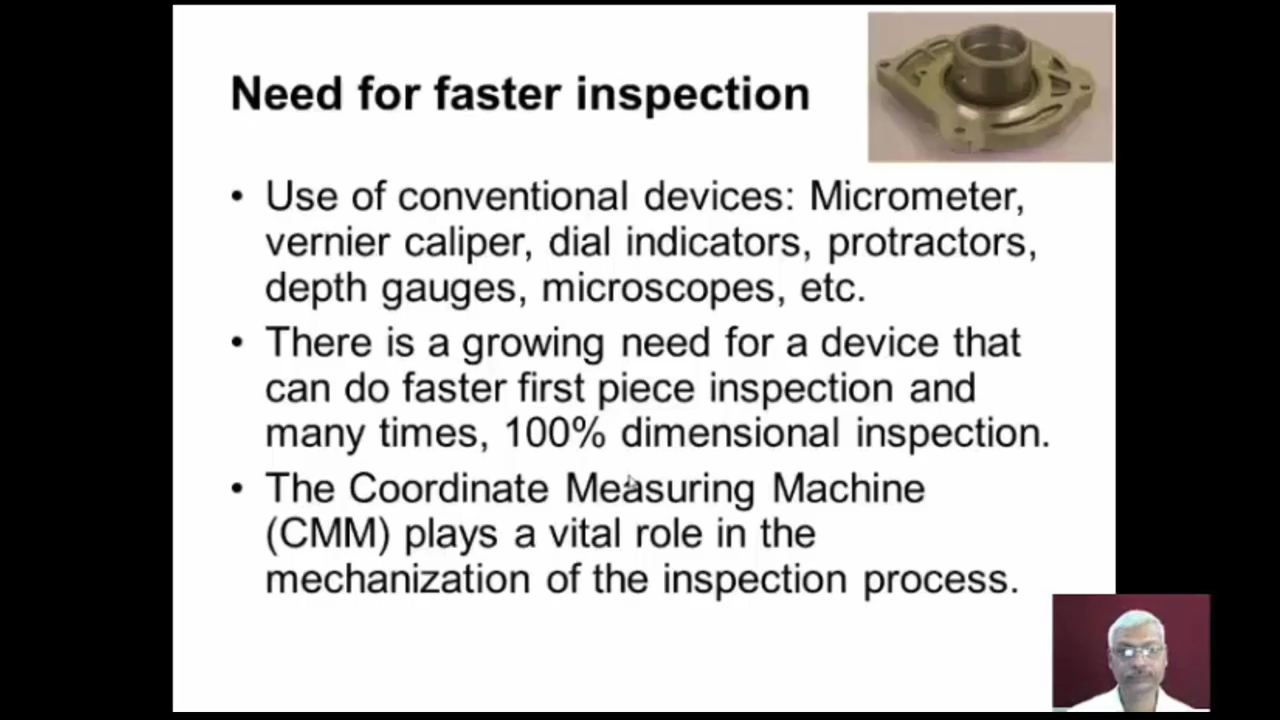 Need for faster inspection
• Use of conventional devices: Micrometer,
vernier caliper, dial indicators, protractors,
depth gauges, microscopes, etc.
• There is a growing need for a device that
can do faster first piece inspection and
many times, 100% dimensional inspection.
• The Coordinate Measuring Machine
(CMM) plays a vital role in the
mechanization of the inspection process.